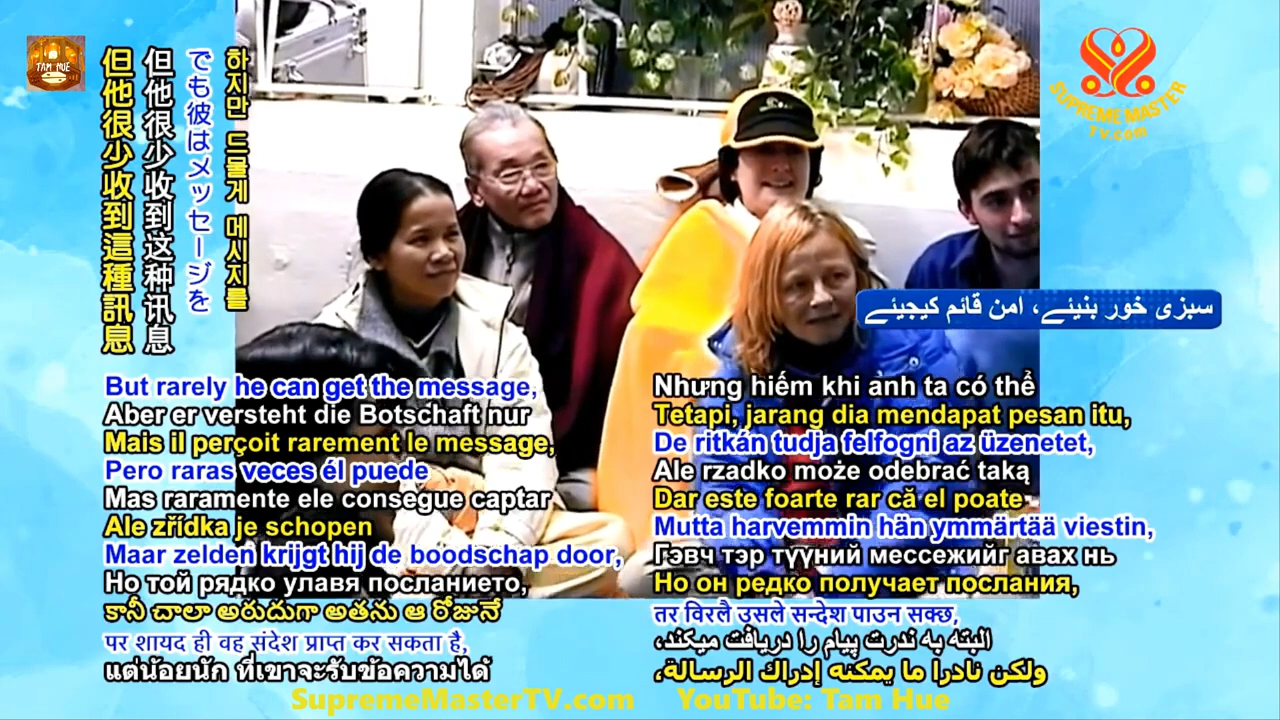 TAM HUE
但他很少收到這種訊息
但他很少收到这种讯息
でも彼はメッセージを
하지만 드물게 메시지를
SUPREME MASTER
TV.com
سبزی خور بنیئے، امن قائم کیجیئے
But rarely he can get the message,
Aber er versteht die Botschaft nur
Mais il perçoit rarement le message,
Pero raras veces él puede
Mas raramente ele consegue captar
Ale zřídka je schopen
Maar zelden krijgt hij de boodschap door,
Но той рядко улавя посланието,
కానీ చాలా అరుదుగా అతను ఆ రోజునే
पर शायद ही वह संदेश प्राप्त कर सकता है,
แต่น้อยนัก ที่เขาจะรับข้อความได้
Nhưng hiếm khi anh ta có thể
Tetapi, jarang dia mendapat pesan itu,
De ritkán tudja felfogni az üzenetet,
Ale rzadko może odebrać taką
Dar este foarte rar că el poate
Mutta harvemmin hän ymmärtää viestin,
Гэвч тэр түүний мессежийг авах нь
Но он редко получает послания,
तर विरलै उसले सन्देश पाउन सक्छ,
البته به ندرت پیام را دریافت میکند،
ولكن نادرا ما يمكنه إدراك الرسالة،
SupremeMasterTV.com YouTube: Tam Hue